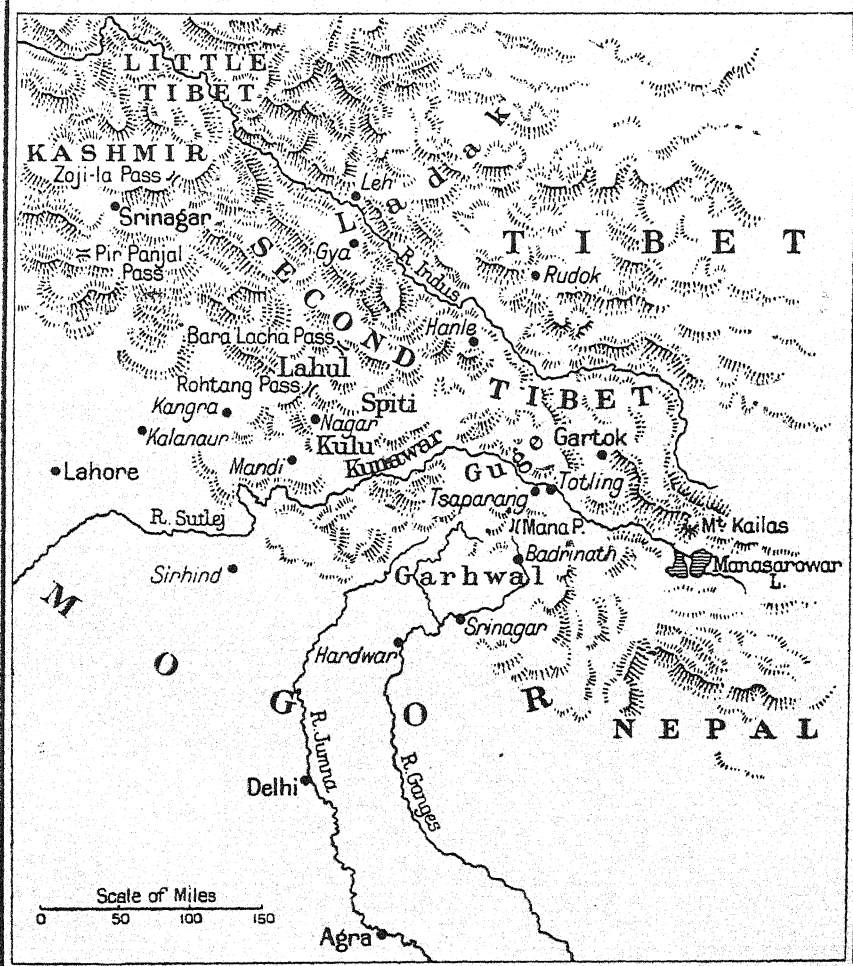 LITTLE
TIBET
KASHMIR
Zoji-la Pass
Srinagar
Pir Panjal
Pass
Leh
Ladak
Gya
R. Indus
TIBET
Rudok
SECOND
TIBET
Bara Lacha Pass
Hanle
Lahul
Rohtang Pass
Spiti
Kangra
Nagar
Kalanaur
Kulu
Kunawar
Mandi
Lahore
Guge
Gartok
Totling
Tsaparang
R. Sutlej
Mana P.
Mt Kailas
Badrinath
Manasarowar
L.
Sirhind
Garhwal
Srinagar
Hardwar
MOGOR
NEPAL
R. Jumna
R. Ganges
Delhi
Scale of Miles
0 50 100 150
Agra